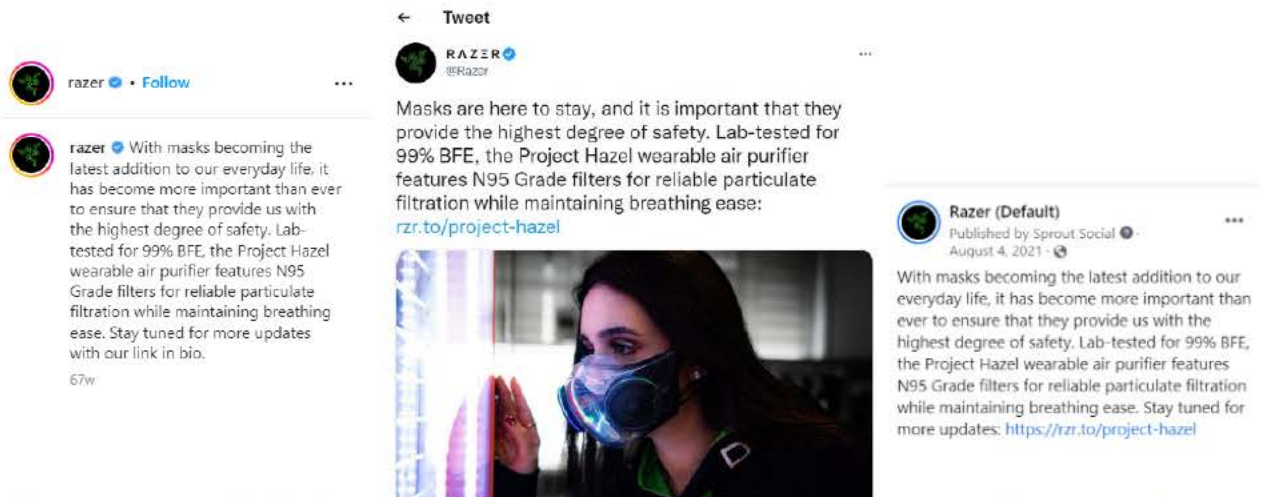 razer • Follow
razer With masks becoming the
latest addition to our everyday life, it
has become more important than ever
to ensure that they provide us with
the highest degree of safety. Lab-
tested for 99% BFE, the Project Hazel
wearable air purifier features N95
Grade filters for reliable particulate
filtration while maintaining breathing
ease. Stay tuned for more updates
with our link in bio.
67w
Tweet
RAZER
@Razer
Masks are here to stay, and it is important that they
provide the highest degree of safety. Lab-tested for
99% BFE, the Project Hazel wearable air purifier
features N95 Grade filters for reliable particulate
filtration while maintaining breathing ease:
rzr.to/project-hazel
Razer (Default)
Published by Sprout Social ·
August 4, 2021 ·
With masks becoming the latest addition to our
everyday life, it has become more important than
ever to ensure that they provide us with the
highest degree of safety. Lab-tested for 99% BFE,
the Project Hazel wearable air purifier features
N95 Grade filters for reliable particulate filtration
while maintaining breathing ease. Stay tuned for
more updates: https://rzr.to/project-hazel